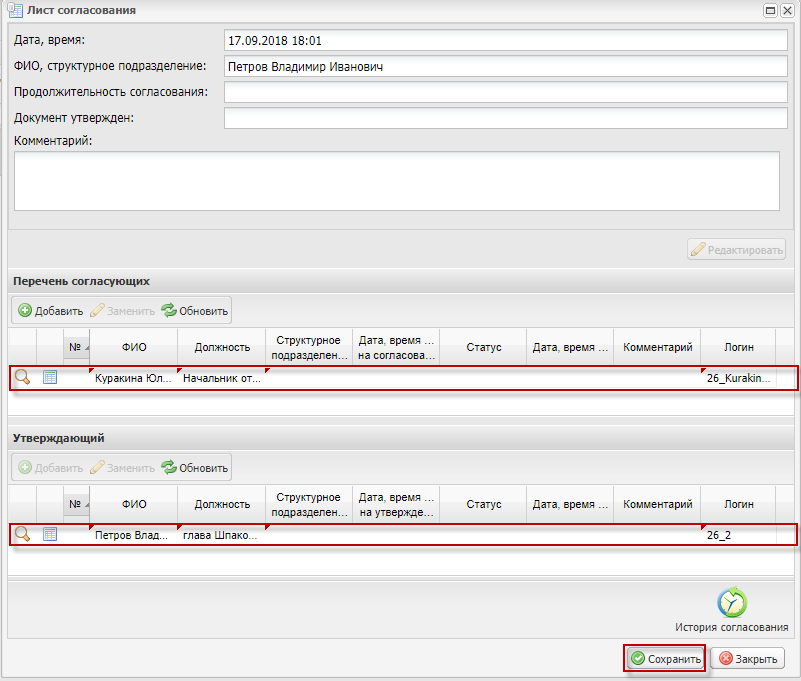 Лист согласования
Дата, время: 17.09.2018 18:01
ФИО, структурное подразделение: Петров Владимир Иванович
Продолжительность согласования:
Документ утвержден:
Комментарий:
Редактировать
Перечень согласующих
Добавить Заменить Обновить
№ ФИО Должность Структурное подразделен... Дата, время ... на согласова... Статус Дата, время ... Комментарий Логин
Куракина Юл... Начальник от... 26_Kurakin...
Утверждающий
Добавить Заменить Обновить
№ ФИО Должность Структурное подразделен... Дата, время ... на утвержде... Статус Дата, время ... Комментарий Логин
Петров Влад... глава Шпако... 26_2
История согласования
Сохранить Закрыть